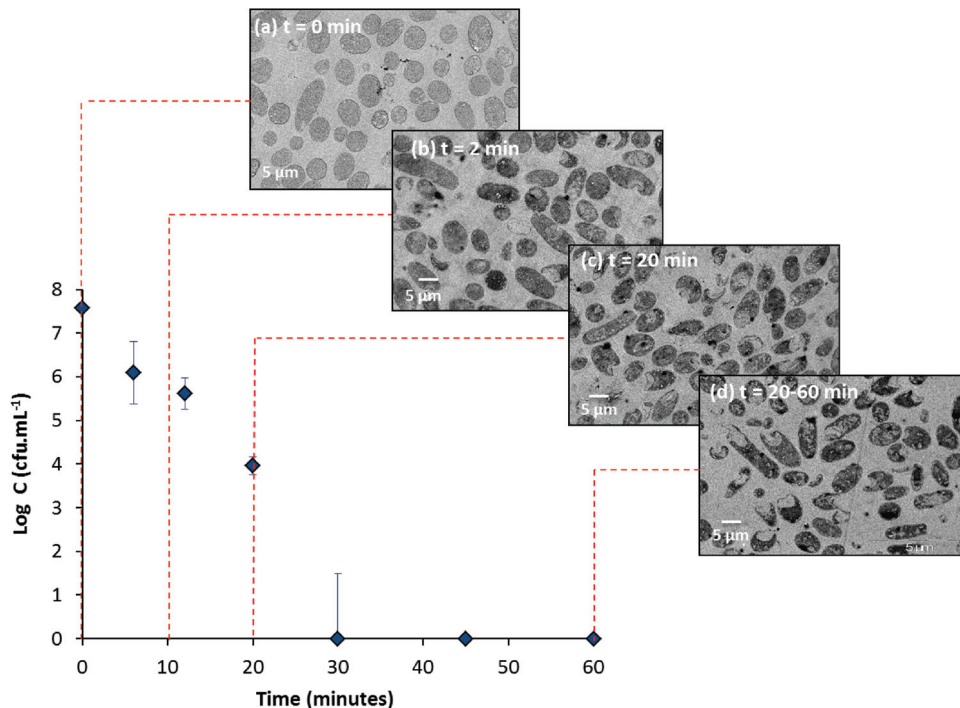 (a) t = 0 min
5 µm
(b) t = 2 min
5 µm
(c) t = 20 min
5 µm
(d) t = 20-60 min
5 µm
5 µm
Log C (cfu.mL⁻¹)
8
7
6
5
4
3
2
1
0
0 10 20 30 40 50 60
Time (minutes)